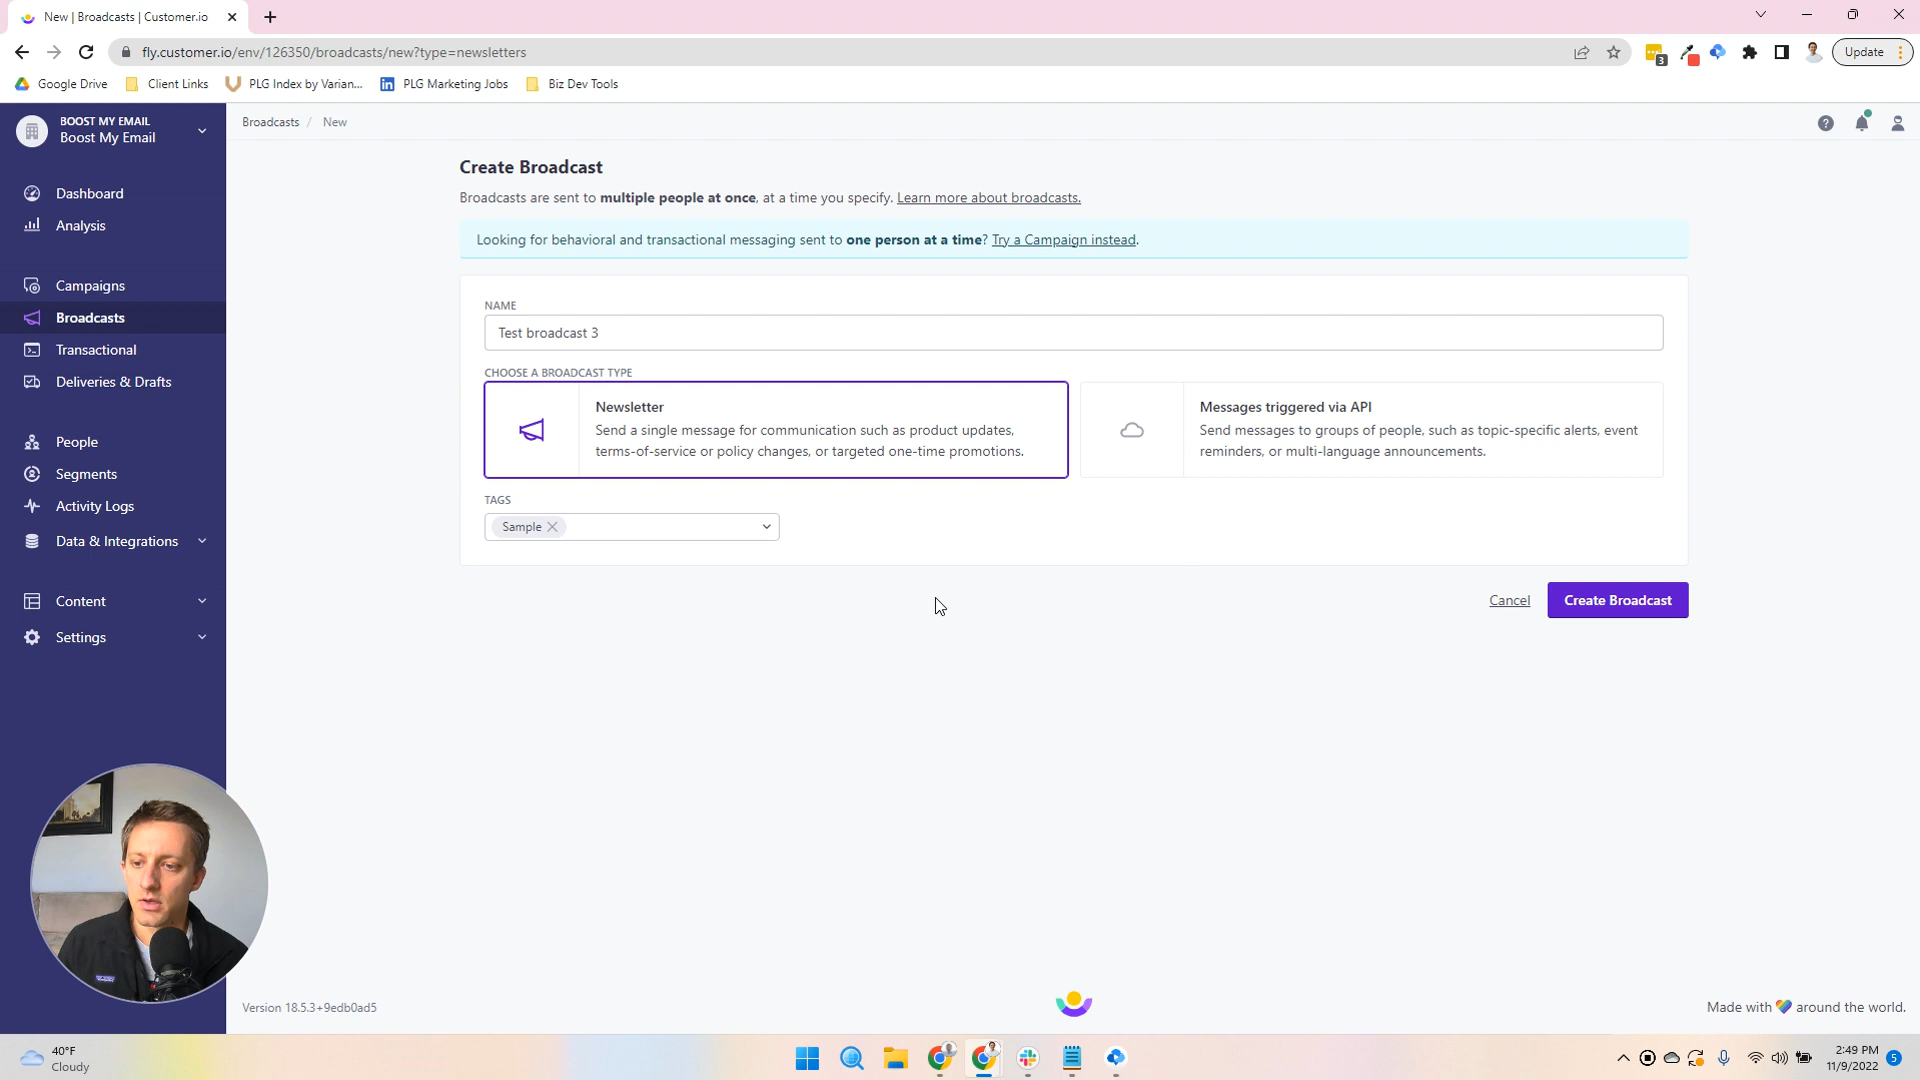 New | Broadcasts | Customer.io
fly.customer.io/env/126350/broadcasts/new?type=newsletters
3
Update
Google Drive
Client Links
PLG Index by Varian...
PLG Marketing Jobs
Biz Dev Tools
BOOST MY EMAIL
Boost My Email
Broadcasts / New
Dashboard
Analysis
Campaigns
Broadcasts
Transactional
Deliveries & Drafts
People
Segments
Activity Logs
Data & Integrations
Content
Settings
Create Broadcast
Broadcasts are sent to multiple people at once, at a time you specify. Learn more about broadcasts.
Looking for behavioral and transactional messaging sent to one person at a time? Try a Campaign instead.
NAME
Test broadcast 3
CHOOSE A BROADCAST TYPE
Newsletter
Send a single message for communication such as product updates,
terms-of-service or policy changes, or targeted one-time promotions.
Messages triggered via API
Send messages to groups of people, such as topic-specific alerts, event
reminders, or multi-language announcements.
TAGS
Sample
Cancel
Create Broadcast
Version 18.5.3+9edb0ad5
Made with around the world.
40°F
Cloudy
2:49 PM
11/9/2022
5